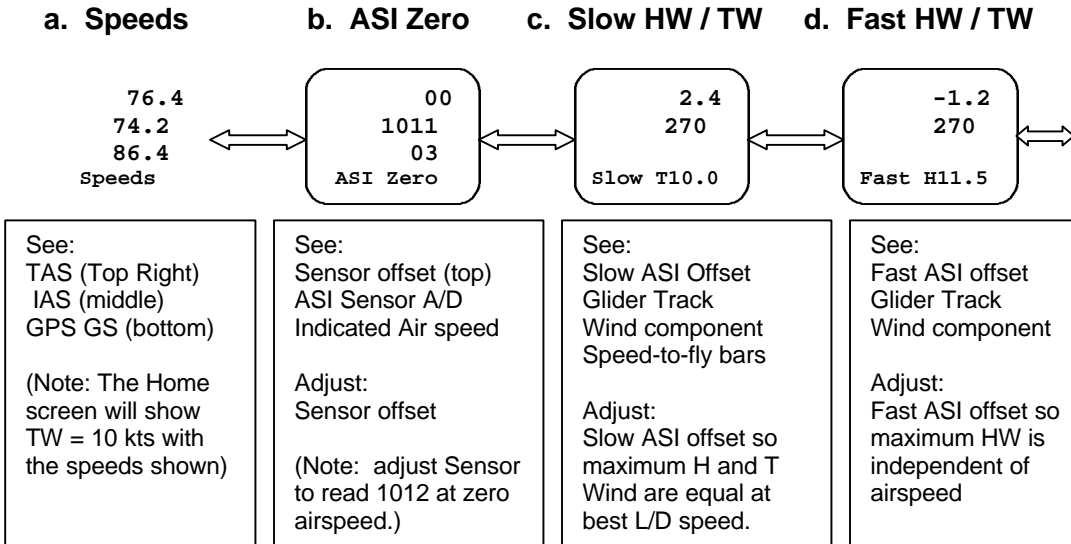 a. Speeds
b. ASI Zero
c. Slow HW / TW
d. Fast HW / TW
76.4
74.2
86.4
Speeds
00
1011
03
ASI Zero
2.4
270
Slow T10.0
-1.2
270
Fast H11.5
See:
TAS (Top Right)
IAS (middle)
GPS GS (bottom)
(Note: The Home
screen will show
TW = 10 kts with
the speeds shown)
See:
Sensor offset (top)
ASI Sensor A/D
Indicated Air speed
Adjust:
Sensor offset
(Note: adjust Sensor
to read 1012 at zero
airspeed.)
See:
Slow ASI Offset
Glider Track
Wind component
Speed-to-fly bars
Adjust:
Slow ASI offset so
maximum H and T
Wind are equal at
best L/D speed.
See:
Fast ASI offset
Glider Track
Wind component
Adjust:
Fast ASI offset so
maximum HW is
independent of
airspeed